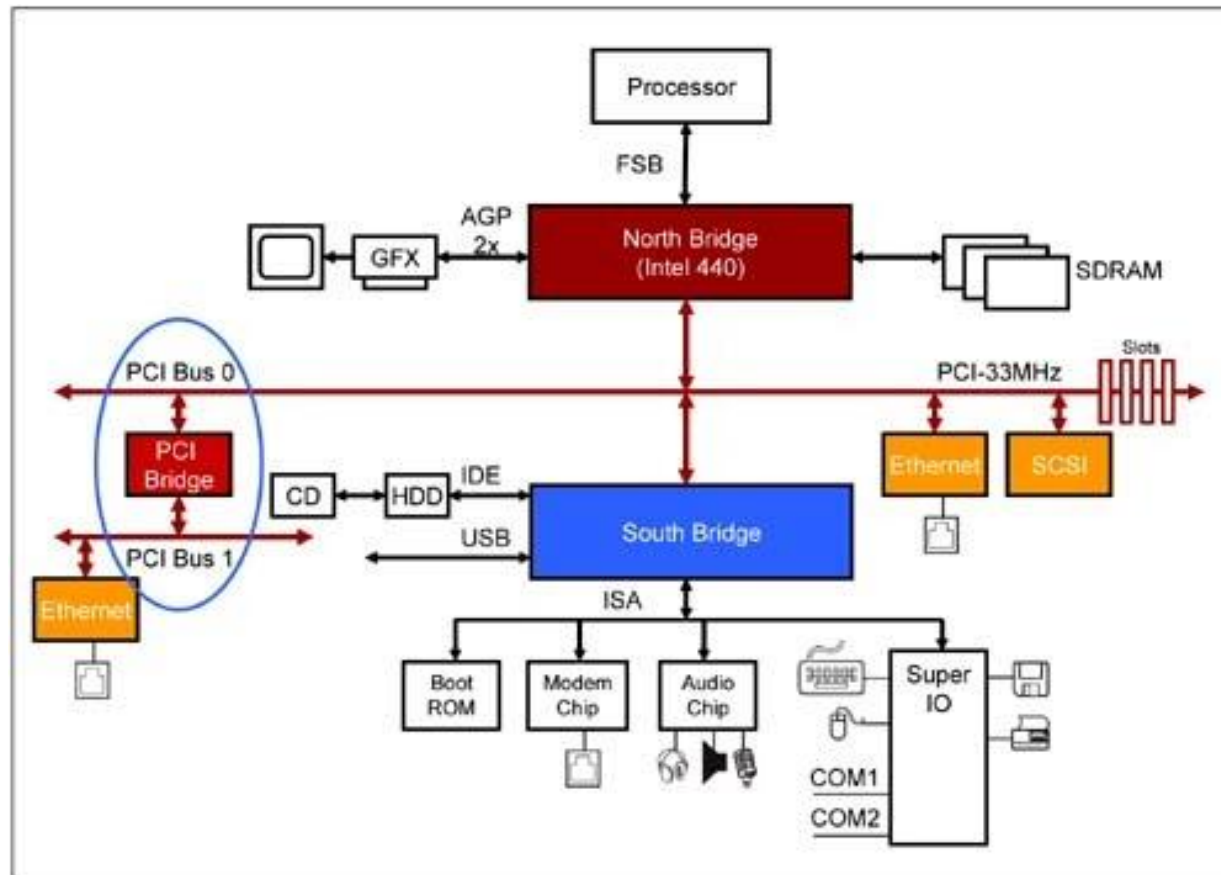 Processor
FSB
AGP
2x
North Bridge
(Intel 440)
GFX
SDRAM
Slots
PCI Bus 0
PCI-33MHz
PCI
Bridge
Ethernet
SCSI
CD
HDD
IDE
USB
South Bridge
PCI Bus 1
Ethernet
ISA
Boot
ROM
Modem
Chip
Audio
Chip
Super
IO
COM1
COM2